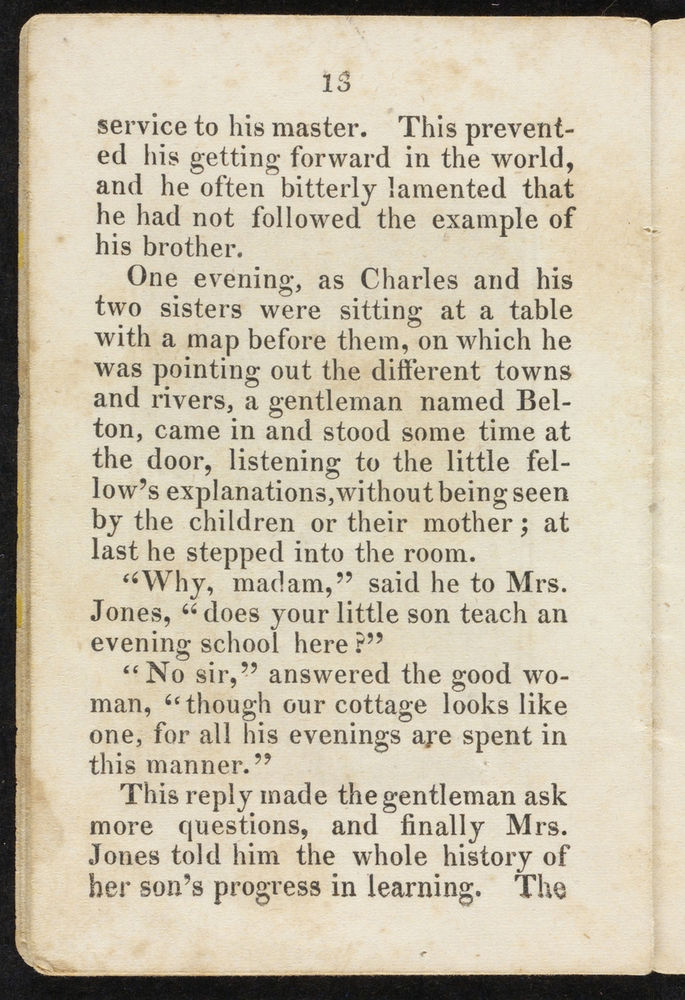 13
service to his master. This prevent-
ed his getting forward in the world,
and he often bitterly lamented that
he had not followed the example of
his brother.
One evening, as Charles and his
two sisters were sitting at a table
with a map before them, on which he
was pointing out the different towns
and rivers, a gentleman named Bel-
ton, came in and stood some time at
the door, listening to the little fel-
low's explanations, without being seen
by the children or their mother; at
last he stepped into the room.
"Why, madam," said he to Mrs.
Jones, "does your little son teach an
evening school here?"
"No sir," answered the good wo-
man, "though our cottage looks like
one, for all his evenings are spent in
this manner."
This reply made the gentleman ask
more questions, and finally Mrs.
Jones told him the whole history of
her son's progress in learning. The